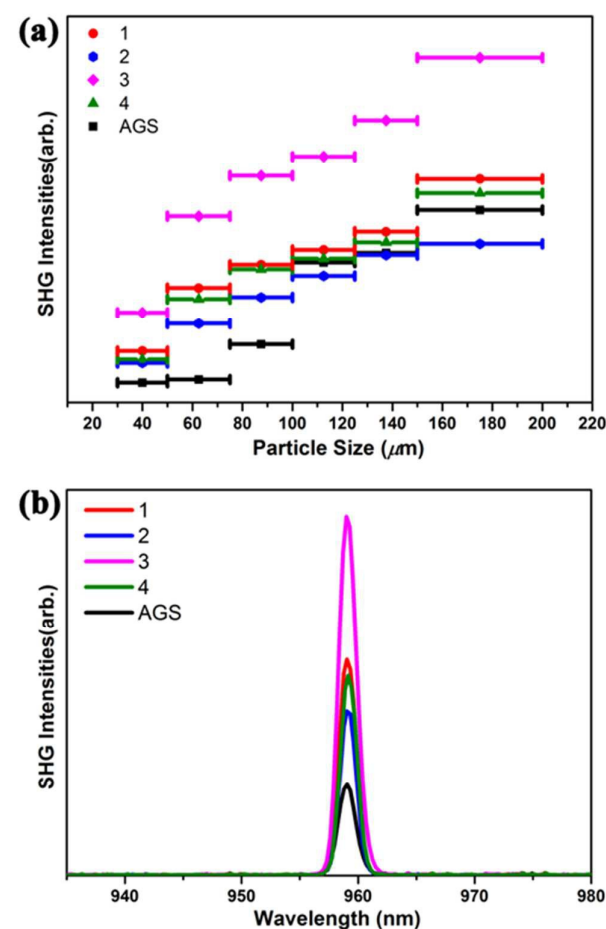 (a)
1
2
3
4
AGS
SHG Intensities(arb.)
20 40 60 80 100 120 140 160 180 200 220
Particle Size (μm)
(b)
1
2
3
4
AGS
SHG Intensities(arb.)
940 950 960 970 980
Wavelength (nm)